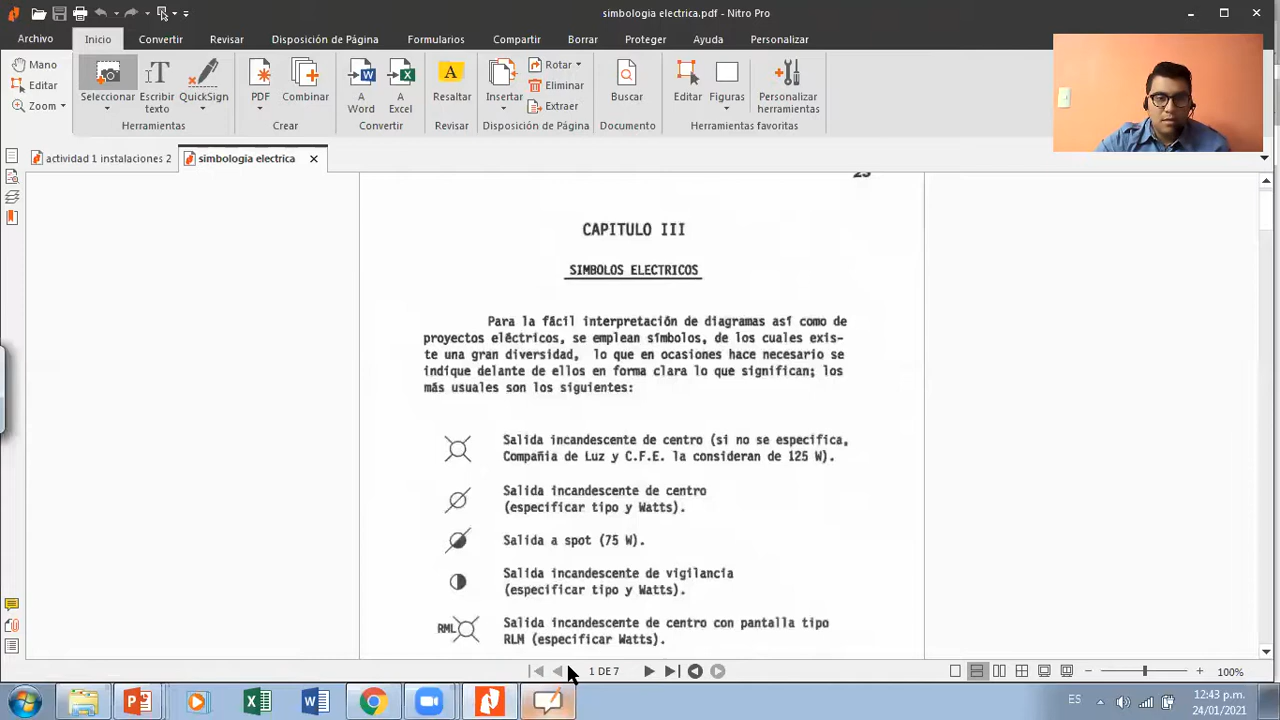 simbologia electrica.pdf - Nitro Pro
Archivo Inicio Convertir Revisar Disposición de Página Formularios Compartir Borrar Proteger Ayuda Personalizar
Mano
Editar
Zoom
Seleccionar
Escribir texto
QuickSign
Herramientas
PDF
Combinar
Crear
A Word
A Excel
Convertir
Resaltar
Revisar
Insertar
Rotar
Eliminar
Extraer
Disposición de Página
Buscar
Documento
Editar
Figuras
Personalizar herramientas
Herramientas favoritas
actividad 1 instalaciones 2
simbologia electrica
CAPITULO III
SIMBOLOS ELECTRICOS
Para la fácil interpretación de diagramas así como de
proyectos eléctricos, se emplean símbolos, de los cuales exis-
te una gran diversidad, lo que en ocasiones hace necesario se
indique delante de ellos en forma clara lo que significan; los
más usuales son los siguientes:
Salida incandescente de centro (si no se especifica,
Compañia de Luz y C.F.E. la consideran de 125 W).
Salida incandescente de centro
(especificar tipo y Watts).
Salida a spot (75 W).
Salida incandescente de vigilancia
(especificar tipo y Watts).
RML
Salida incandescente de centro con pantalla tipo
RLM (especificar Watts).
1 DE 7
100%
ES
12:43 p.m.
24/01/2021